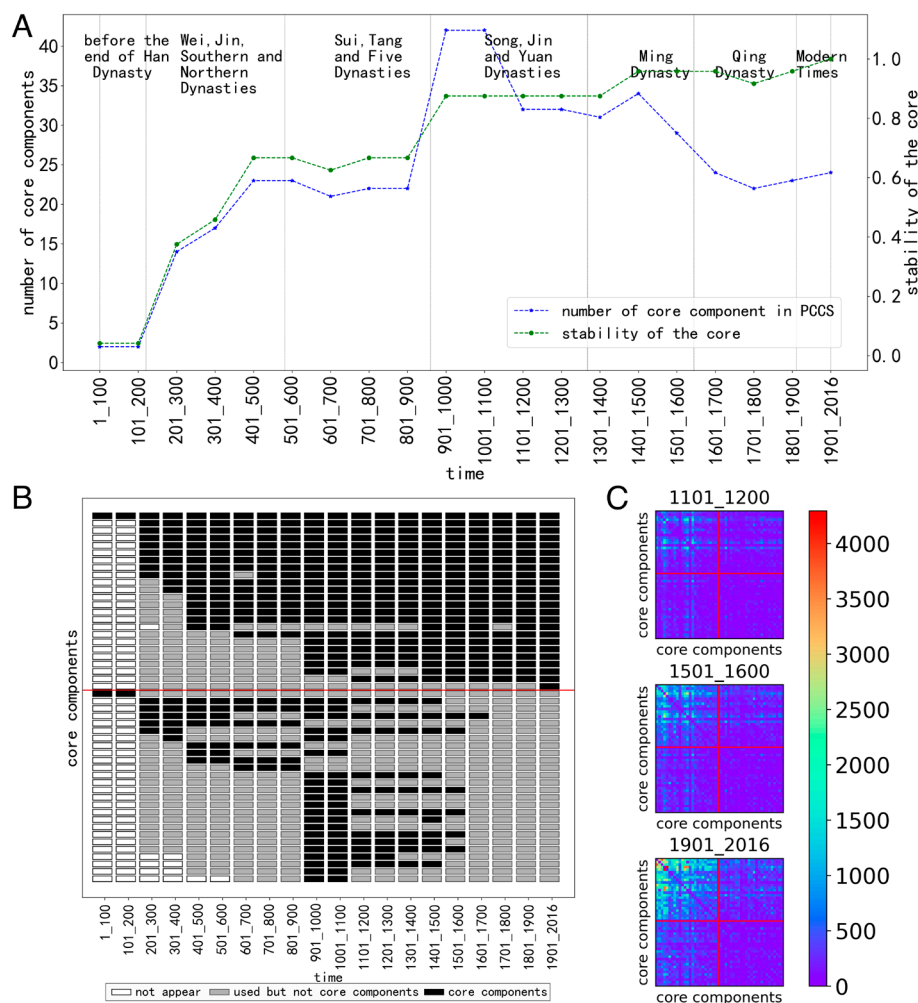 A
before the
end of Han
Dynasty
Wei,Jin,
Southern and
Northern
Dynasties
Sui,Tang
and Five
Dynasties
Song,Jin
and Yuan
Dynasties
Ming
Dynasty
Qing
Dynasty
Modern
Times
number of core components
40
35
30
25
20
15
10
5
0
1.0
0.8
0.6
0.4
0.2
0.0
stability of the core
number of core component in PCCS
stability of the core
1_100
101_200
201_300
301_400
401_500
501_600
601_700
701_800
801_900
901_1000
1001_1100
1101_1200
1201_1300
1301_1400
1401_1500
1501_1600
1601_1700
1701_1800
1801_1900
1901_2016
time
B
core components
1_100
101_200
201_300
301_400
401_500
501_600
601_700
701_800
801_900
901_1000
1001_1100
1101_1200
1201_1300
1301_1400
1401_1500
1501_1600
1601_1700
1701_1800
1801_1900
1901_2016
time
not appear
used but not core components
core components
C
1101_1200
core components
core components
1501_1600
core components
core components
1901_2016
core components
core components
4000
3500
3000
2500
2000
1500
1000
500
0